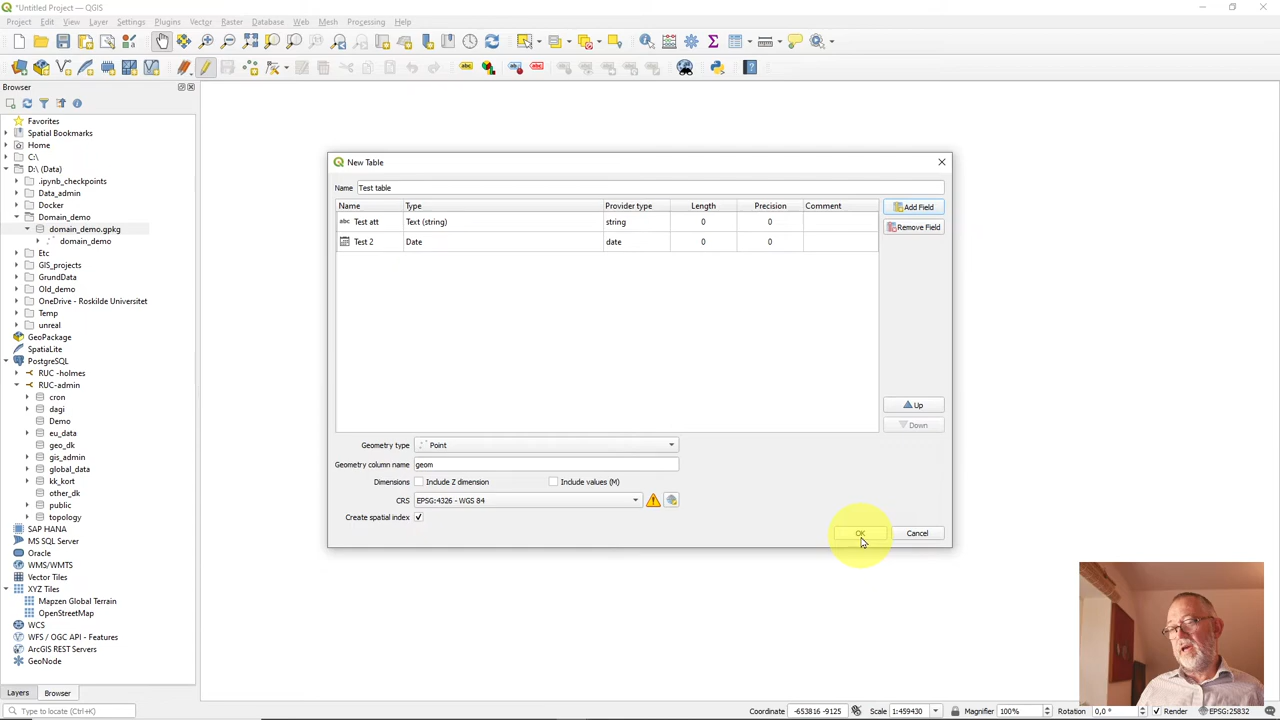 *Untitled Project — QGIS
Project Edit View Layer Settings Plugins Vector Raster Database Web Mesh Processing Help
Browser
Favorites
Spatial Bookmarks
Home
C:\
D:\ (Data)
.ipynb_checkpoints
Data_admin
Docker
Domain_demo
domain_demo.gpkg
domain_demo
Etc
GIS_projects
GrundData
Old_demo
OneDrive - Roskilde Universitet
Temp
unreal
GeoPackage
SpatiaLite
PostgreSQL
RUC -holmes
RUC-admin
cron
dagi
Demo
eu_data
geo_dk
gis_admin
global_data
kk_kort
other_dk
public
topology
SAP HANA
MS SQL Server
Oracle
WMS/WMTS
Vector Tiles
XYZ Tiles
Mapzen Global Terrain
OpenStreetMap
WCS
WFS / OGC API - Features
ArcGIS REST Servers
GeoNode
Layers Browser
New Table
Name Test table
Name Type Provider type Length Precision Comment
abc Test att Text (string) string 0 0
Test 2 Date date 0 0
Add Field
Remove Field
Up
Down
Geometry type Point
Geometry column name geom
Dimensions Include Z dimension Include values (M)
CRS EPSG:4326 - WGS 84
Create spatial index
OK Cancel
Type to locate (Ctrl+K) Coordinate -653816 -9125 Scale 1:459430 Magnifier 100% Rotation 0,0 ° Render EPSG:25832